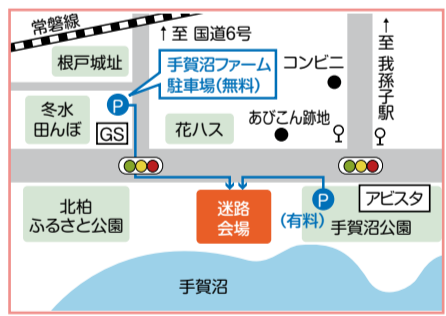 常磐線
↑至 国道6号
根戸城址
手賀沼ファーム
駐車場(無料)
コンビニ
↑至 我孫子駅
冬水
田んぼ
P
GS
花ハス
あびこん跡地
北柏
ふるさと公園
迷路
会場
P
(有料)
アビスタ
手賀沼公園
手賀沼